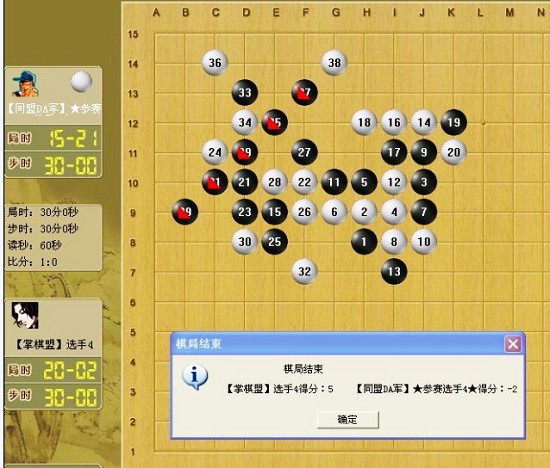 【同盟DA军】★参赛
局时 15-21
步时 30-00
局时：30分0秒
步时：30分0秒
读秒：60秒
比分：1:0
【掌棋盟】选手4
局时 20-02
步时 30-00
A B C D E F G H I J K L M N
15
14 36 38
13 33 37
12 34 35 18 16 14 19
11 24 29 27 17 9 20
10 31 21 28 22 11 5 12 3
9 39 23 15 26 6 2 4 7
8 30 25 1 8 10
7 32 13
6
5
4
3
2
1
棋局结束
棋局结束
【掌棋盟】选手4得分：5 【同盟DA军】★参赛选手4★得分：-2
确定